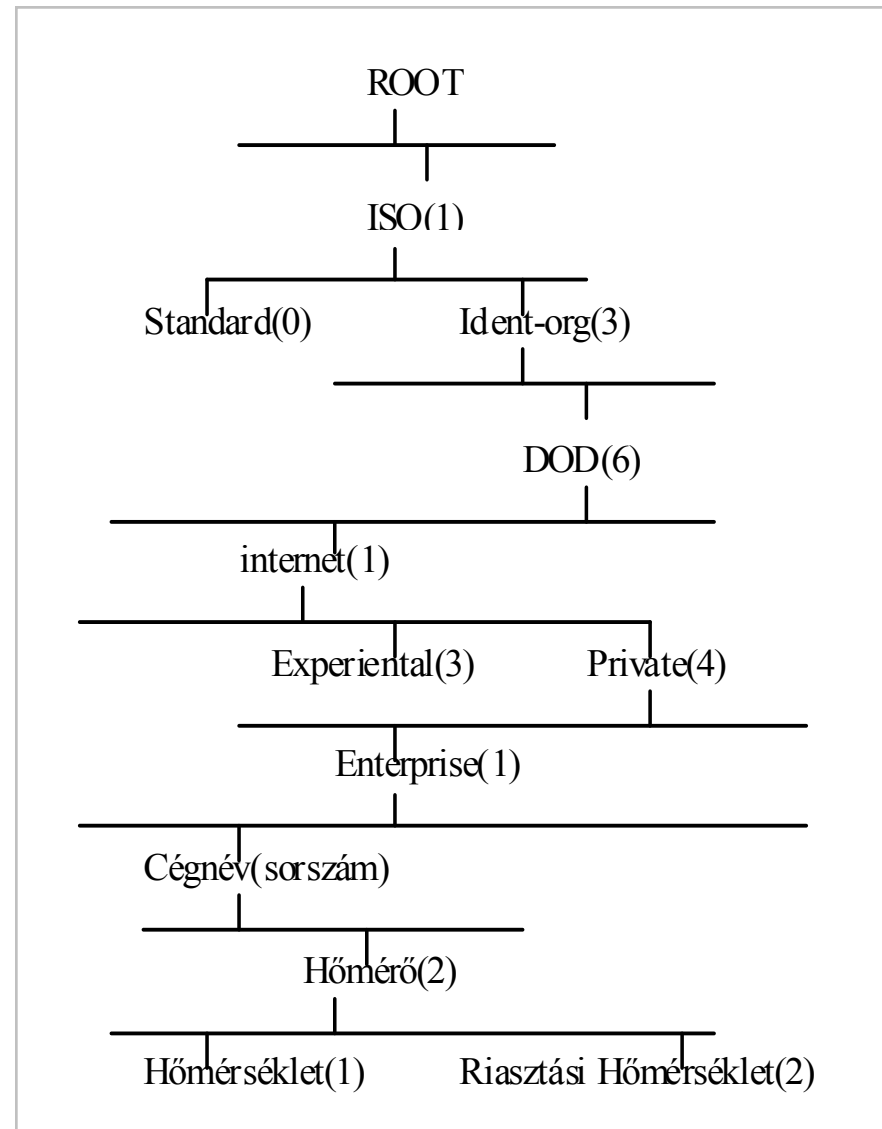 ROOT
ISO(1)
Standard(0) Ident-org(3)
DOD(6)
internet(1)
Experiental(3) Private(4)
Enterprise(1)
Cégnév(sorszám)
Hőmérő(2)
Hőmérséklet(1) Riasztási Hőmérséklet(2)